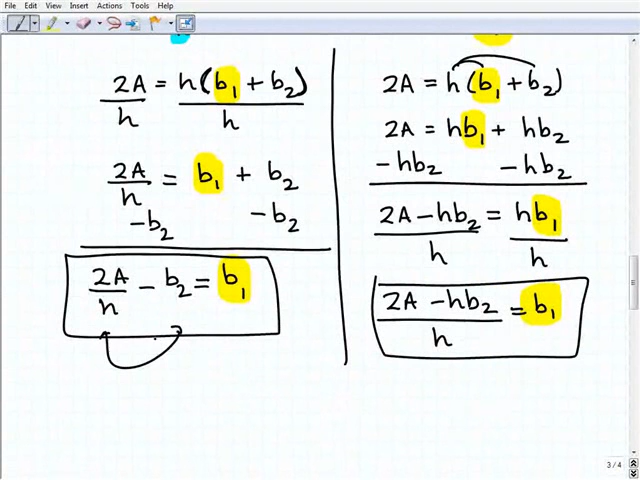 File Edit View Insert Actions Tools Help
2A/h = h(b₁ + b₂)/h
2A/h = b₁ + b₂
-b₂ -b₂
2A/h - b₂ = b₁
2A = h(b₁ + b₂)
2A = hb₁ + hb₂
-hb₂ -hb₂
2A - hb₂/h = hb₁/h
2A - hb₂/h = b₁
3/4